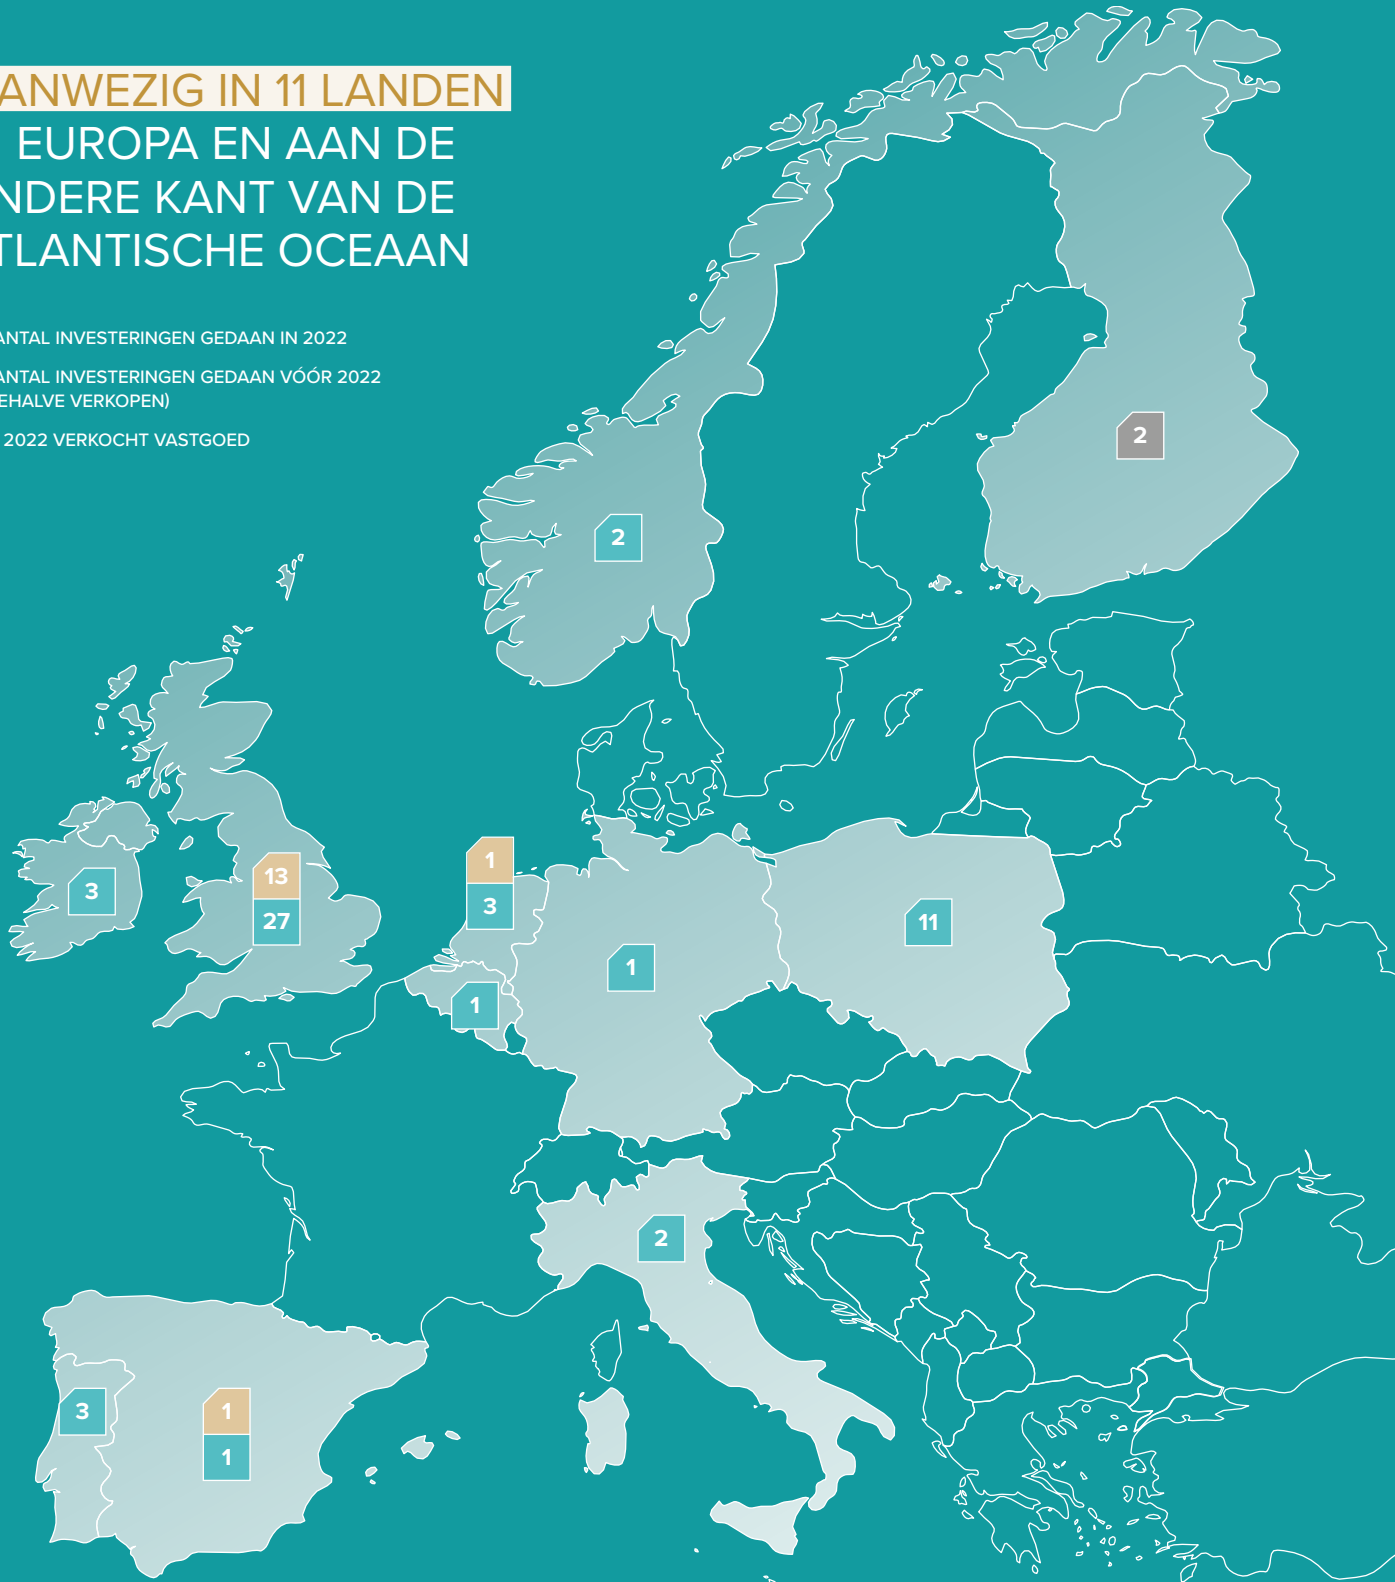 ANWEZIG IN 11 LANDEN
EUROPA EN AAN DE
NDERE KANT VAN DE
TLANTISCHE OCEAAN
ANTAL INVESTERINGEN GEDAAN IN 2022
ANTAL INVESTERINGEN GEDAAN VÓÓR 2022
EHALVE VERKOPEN)
2022 VERKOCHT VASTGOED
2
2
1
3
13
27
3
11
1
1
2
3
1
1